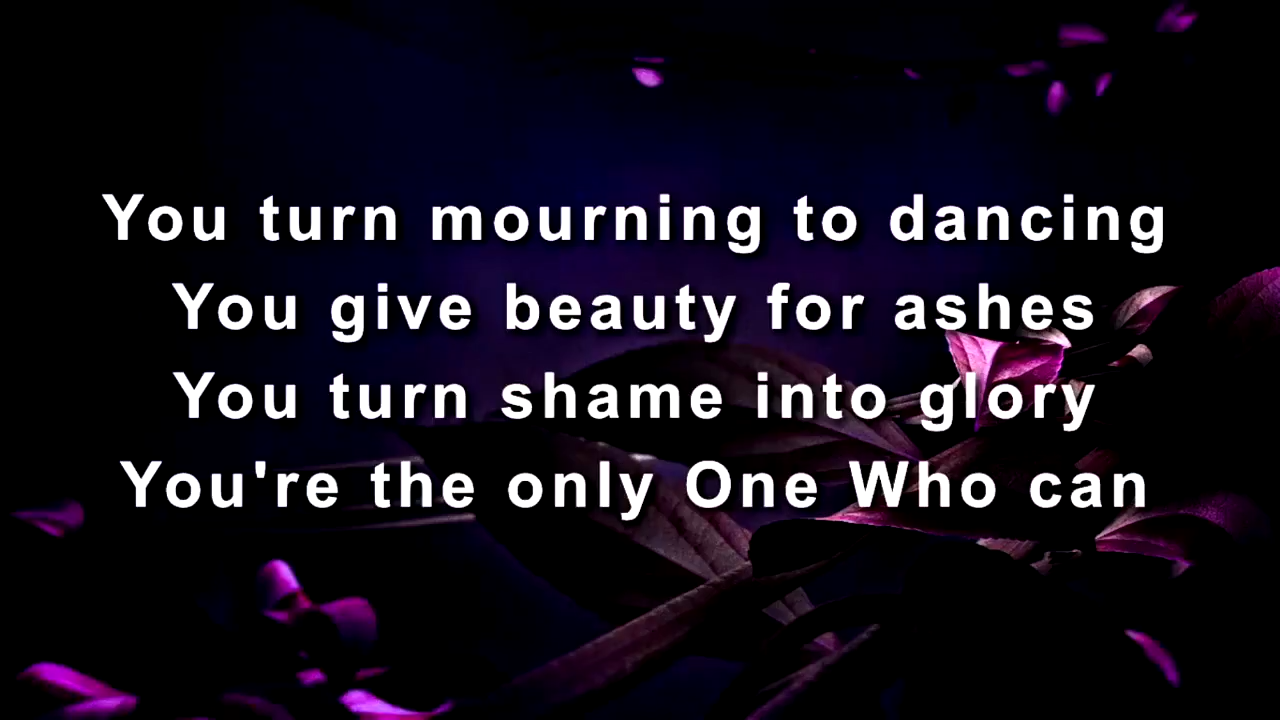 You turn mourning to dancing
You give beauty for ashes
You turn shame into glory
You're the only One Who can